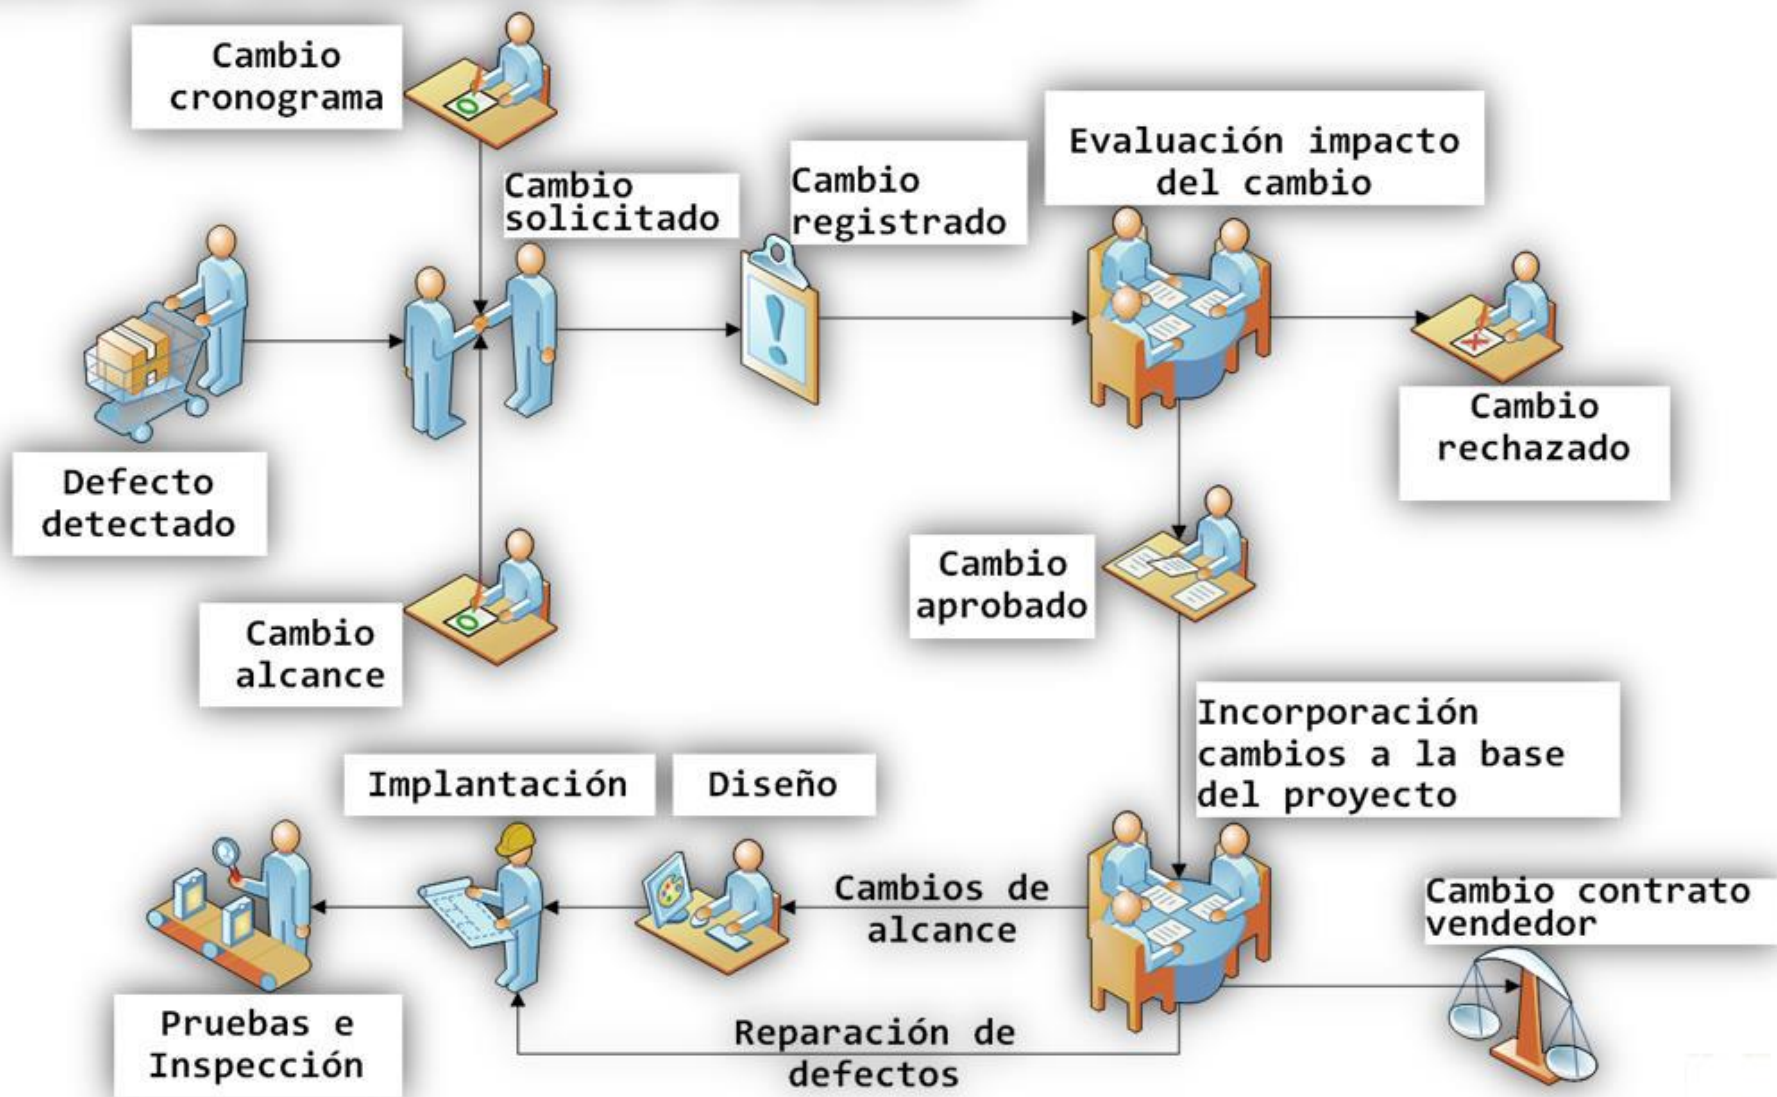 Cambio
cronograma
Cambio
solicitado
Cambio
registrado
Evaluación impacto
del cambio
Defecto
detectado
Cambio
rechazado
Cambio
aprobado
Cambio
alcance
Incorporación
cambios a la base
del proyecto
Implantación
Diseño
Cambios de
alcance
Cambio contrato
vendedor
Pruebas e
Inspección
Reparación de
defectos